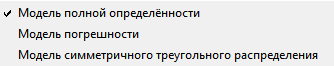 Модель полной определённости
Модель погрешности
Модель симметричного треугольного распределения